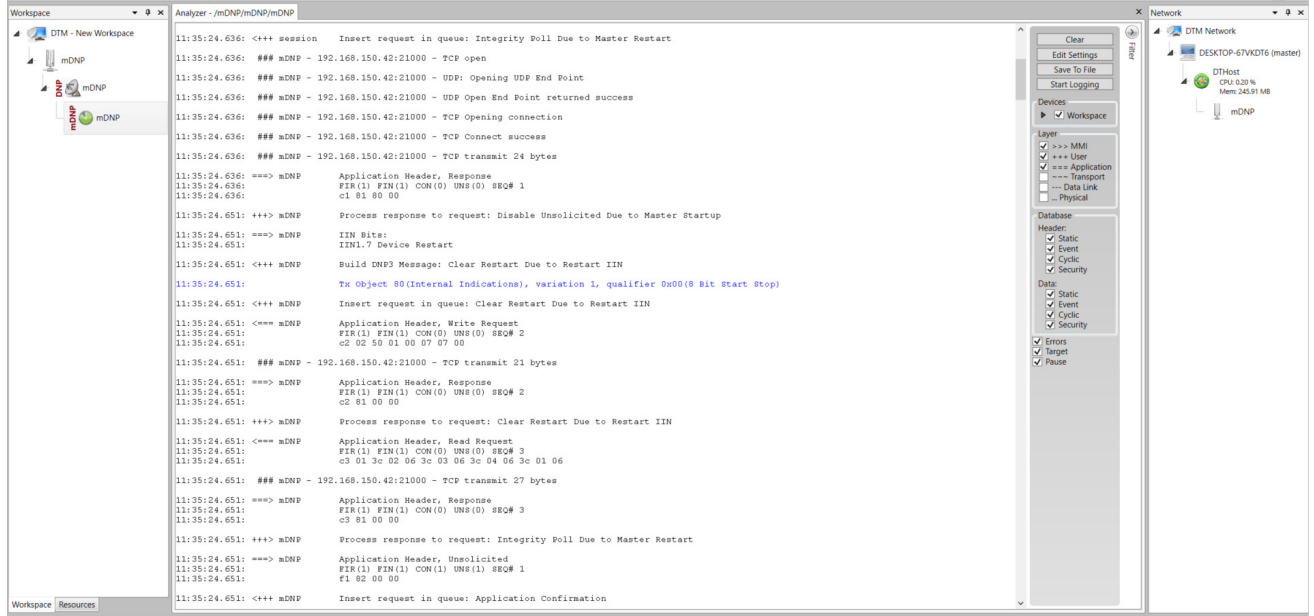 Workspace
DTM - New Workspace
mDNP
DNP mDNP
mDNP mDNP
Workspace Resources
Analyzer - /mDNP/mDNP/mDNP
11:35:24.636: <+++ session Insert request in queue: Integrity Poll Due to Master Restart
11:35:24.636: ### mDNP - 192.168.150.42:21000 - TCP open
11:35:24.636: ### mDNP - 192.168.150.42:21000 - UDP: Opening UDP End Point
11:35:24.636: ### mDNP - 192.168.150.42:21000 - UDP Open End Point returned success
11:35:24.636: ### mDNP - 192.168.150.42:21000 - TCP Opening connection
11:35:24.636: ### mDNP - 192.168.150.42:21000 - TCP Connect success
11:35:24.636: ### mDNP - 192.168.150.42:21000 - TCP transmit 24 bytes
11:35:24.636: ===> mDNP Application Header, Response
11:35:24.636: FIR(1) FIN(1) CON(0) UNS(0) SEQ# 1
11:35:24.636: c1 81 80 00
11:35:24.651: +++> mDNP Process response to request: Disable Unsolicited Due to Master Startup
11:35:24.651: ===> mDNP IIN Bits:
11:35:24.651: IIN1.7 Device Restart
11:35:24.651: <+++ mDNP Build DNP3 Message: Clear Restart Due to Restart IIN
11:35:24.651: Tx Object 80(Internal Indications), variation 1, qualifier 0x00(8 Bit Start Stop)
11:35:24.651: <+++ mDNP Insert request in queue: Clear Restart Due to Restart IIN
11:35:24.651: <=== mDNP Application Header, Write Request
11:35:24.651: FIR(1) FIN(1) CON(0) UNS(0) SEQ# 2
11:35:24.651: c2 02 50 01 00 07 07 00
11:35:24.651: ### mDNP - 192.168.150.42:21000 - TCP transmit 21 bytes
11:35:24.651: ===> mDNP Application Header, Response
11:35:24.651: FIR(1) FIN(1) CON(0) UNS(0) SEQ# 2
11:35:24.651: c2 81 00 00
11:35:24.651: +++> mDNP Process response to request: Clear Restart Due to Restart IIN
11:35:24.651: <=== mDNP Application Header, Read Request
11:35:24.651: FIR(1) FIN(1) CON(0) UNS(0) SEQ# 3
11:35:24.651: c3 01 3c 02 06 3c 03 06 3c 04 06 3c 01 06
11:35:24.651: ### mDNP - 192.168.150.42:21000 - TCP transmit 27 bytes
11:35:24.651: ===> mDNP Application Header, Response
11:35:24.651: FIR(1) FIN(1) CON(0) UNS(0) SEQ# 3
11:35:24.651: c3 81 00 00
11:35:24.651: +++> mDNP Process response to request: Integrity Poll Due to Master Restart
11:35:24.651: ===> mDNP Application Header, Unsolicited
11:35:24.651: FIR(1) FIN(1) CON(1) UNS(1) SEQ# 1
11:35:24.651: f1 82 00 00
11:35:24.651: <+++ mDNP Insert request in queue: Application Confirmation
Clear
Edit Settings
Save To File
Start Logging
Devices
Workspace
Layer
>>> MMI
+++ User
=== Application
~~~ Transport
--- Data Link
... Physical
Database
Header:
Static
Event
Cyclic
Security
Data:
Static
Event
Cyclic
Security
Errors
Target
Pause
Filter
Network
DTM Network
DESKTOP-67VKDT6 (master)
DTHost
CPU: 0.20 %
Mem: 245.91 MB
mDNP